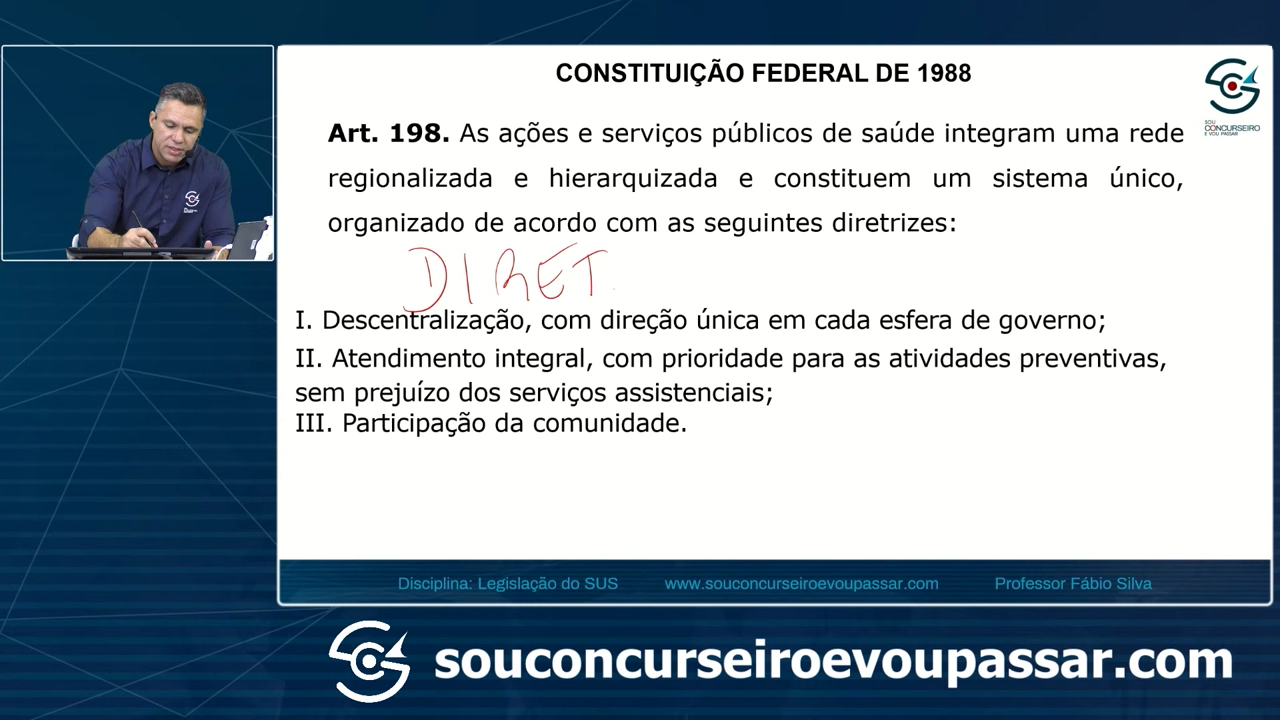 CONSTITUIÇÃO FEDERAL DE 1988
SOU
CONCURSEIRO
E VOU PASSAR
Art. 198. As ações e serviços públicos de saúde integram uma rede
regionalizada e hierarquizada e constituem um sistema único,
organizado de acordo com as seguintes diretrizes:
DIRET
I. Descentralização, com direção única em cada esfera de governo;
II. Atendimento integral, com prioridade para as atividades preventivas,
sem prejuízo dos serviços assistenciais;
III. Participação da comunidade.
Disciplina: Legislação do SUS www.souconcurseiroevoupassar.com Professor Fábio Silva
souconcurseiroevoupassar.com